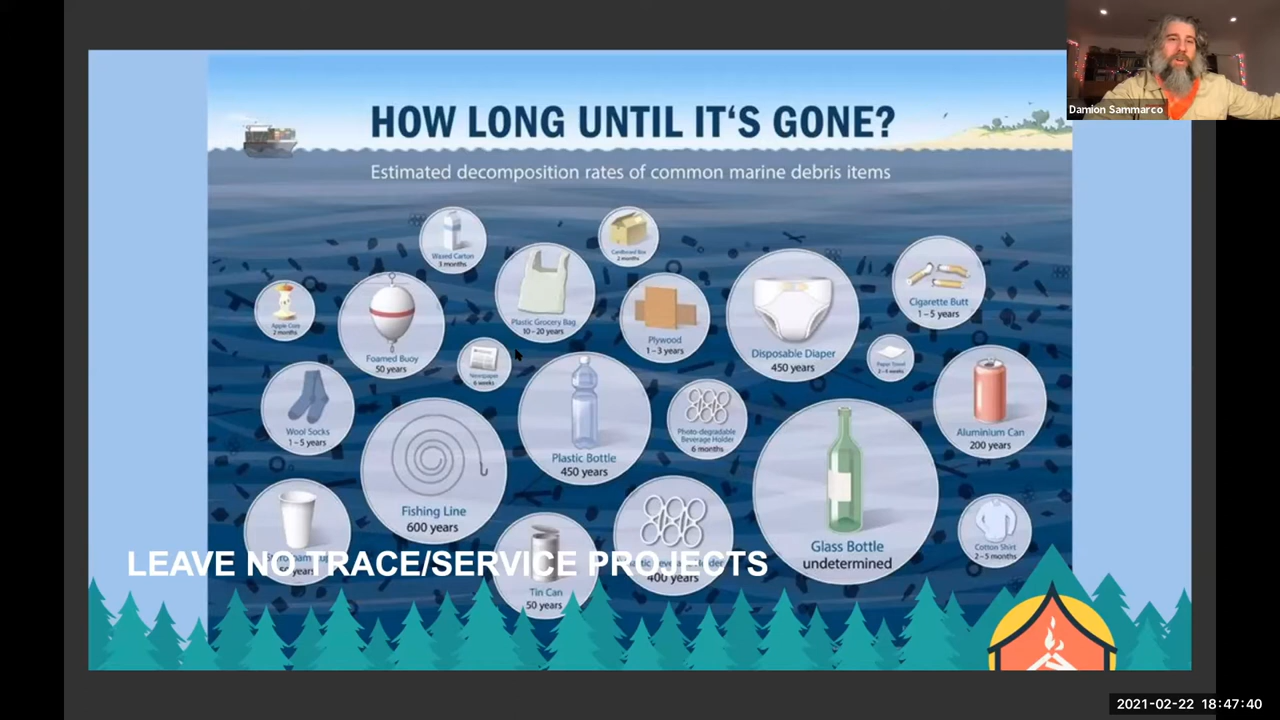 Damion Sammarco
HOW LONG UNTIL IT'S GONE?
Estimated decomposition rates of common marine debris items
Waxed Carton
3 months
Cardboard Box
2 months
Apple Core
2 months
Foamed Buoy
50 years
Plastic Grocery Bag
10-20 years
Newspaper
6 weeks
Plywood
1-3 years
Disposable Diaper
450 years
Cigarette Butt
1-5 years
Paper Towel
2-4 weeks
Wool Socks
1-5 years
Fishing Line
600 years
Plastic Bottle
450 years
Photo-degradable
Beverage Holder
6 months
Glass Bottle
undetermined
Aluminium Can
200 years
Cotton Shirt
2-5 months
Tin Can
50 years
400 years
LEAVE NO TRACE/SERVICE PROJECTS
2021-02-22 18:47:40